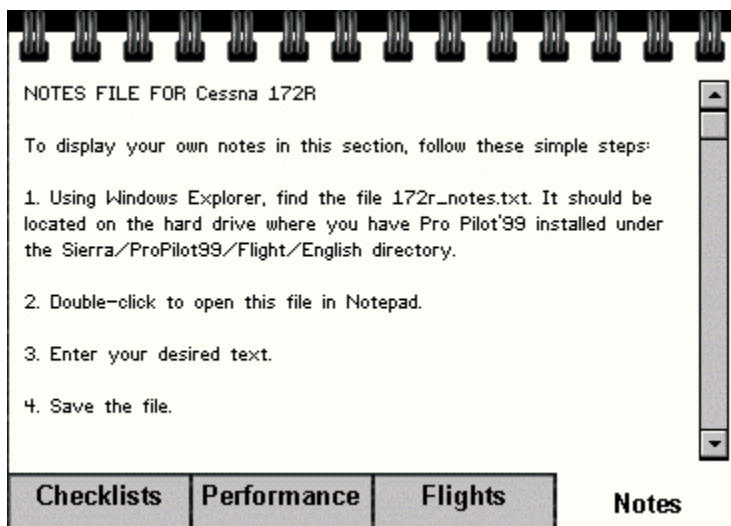 NOTES FILE FOR Cessna 172R
To display your own notes in this section, follow these simple steps:
1. Using Windows Explorer, find the file 172r_notes.txt. It should be
located on the hard drive where you have Pro Pilot'99 installed under
the Sierra/ProPilot99/Flight/English directory.
2. Double-click to open this file in Notepad.
3. Enter your desired text.
4. Save the file.
Checklists Performance Flights Notes